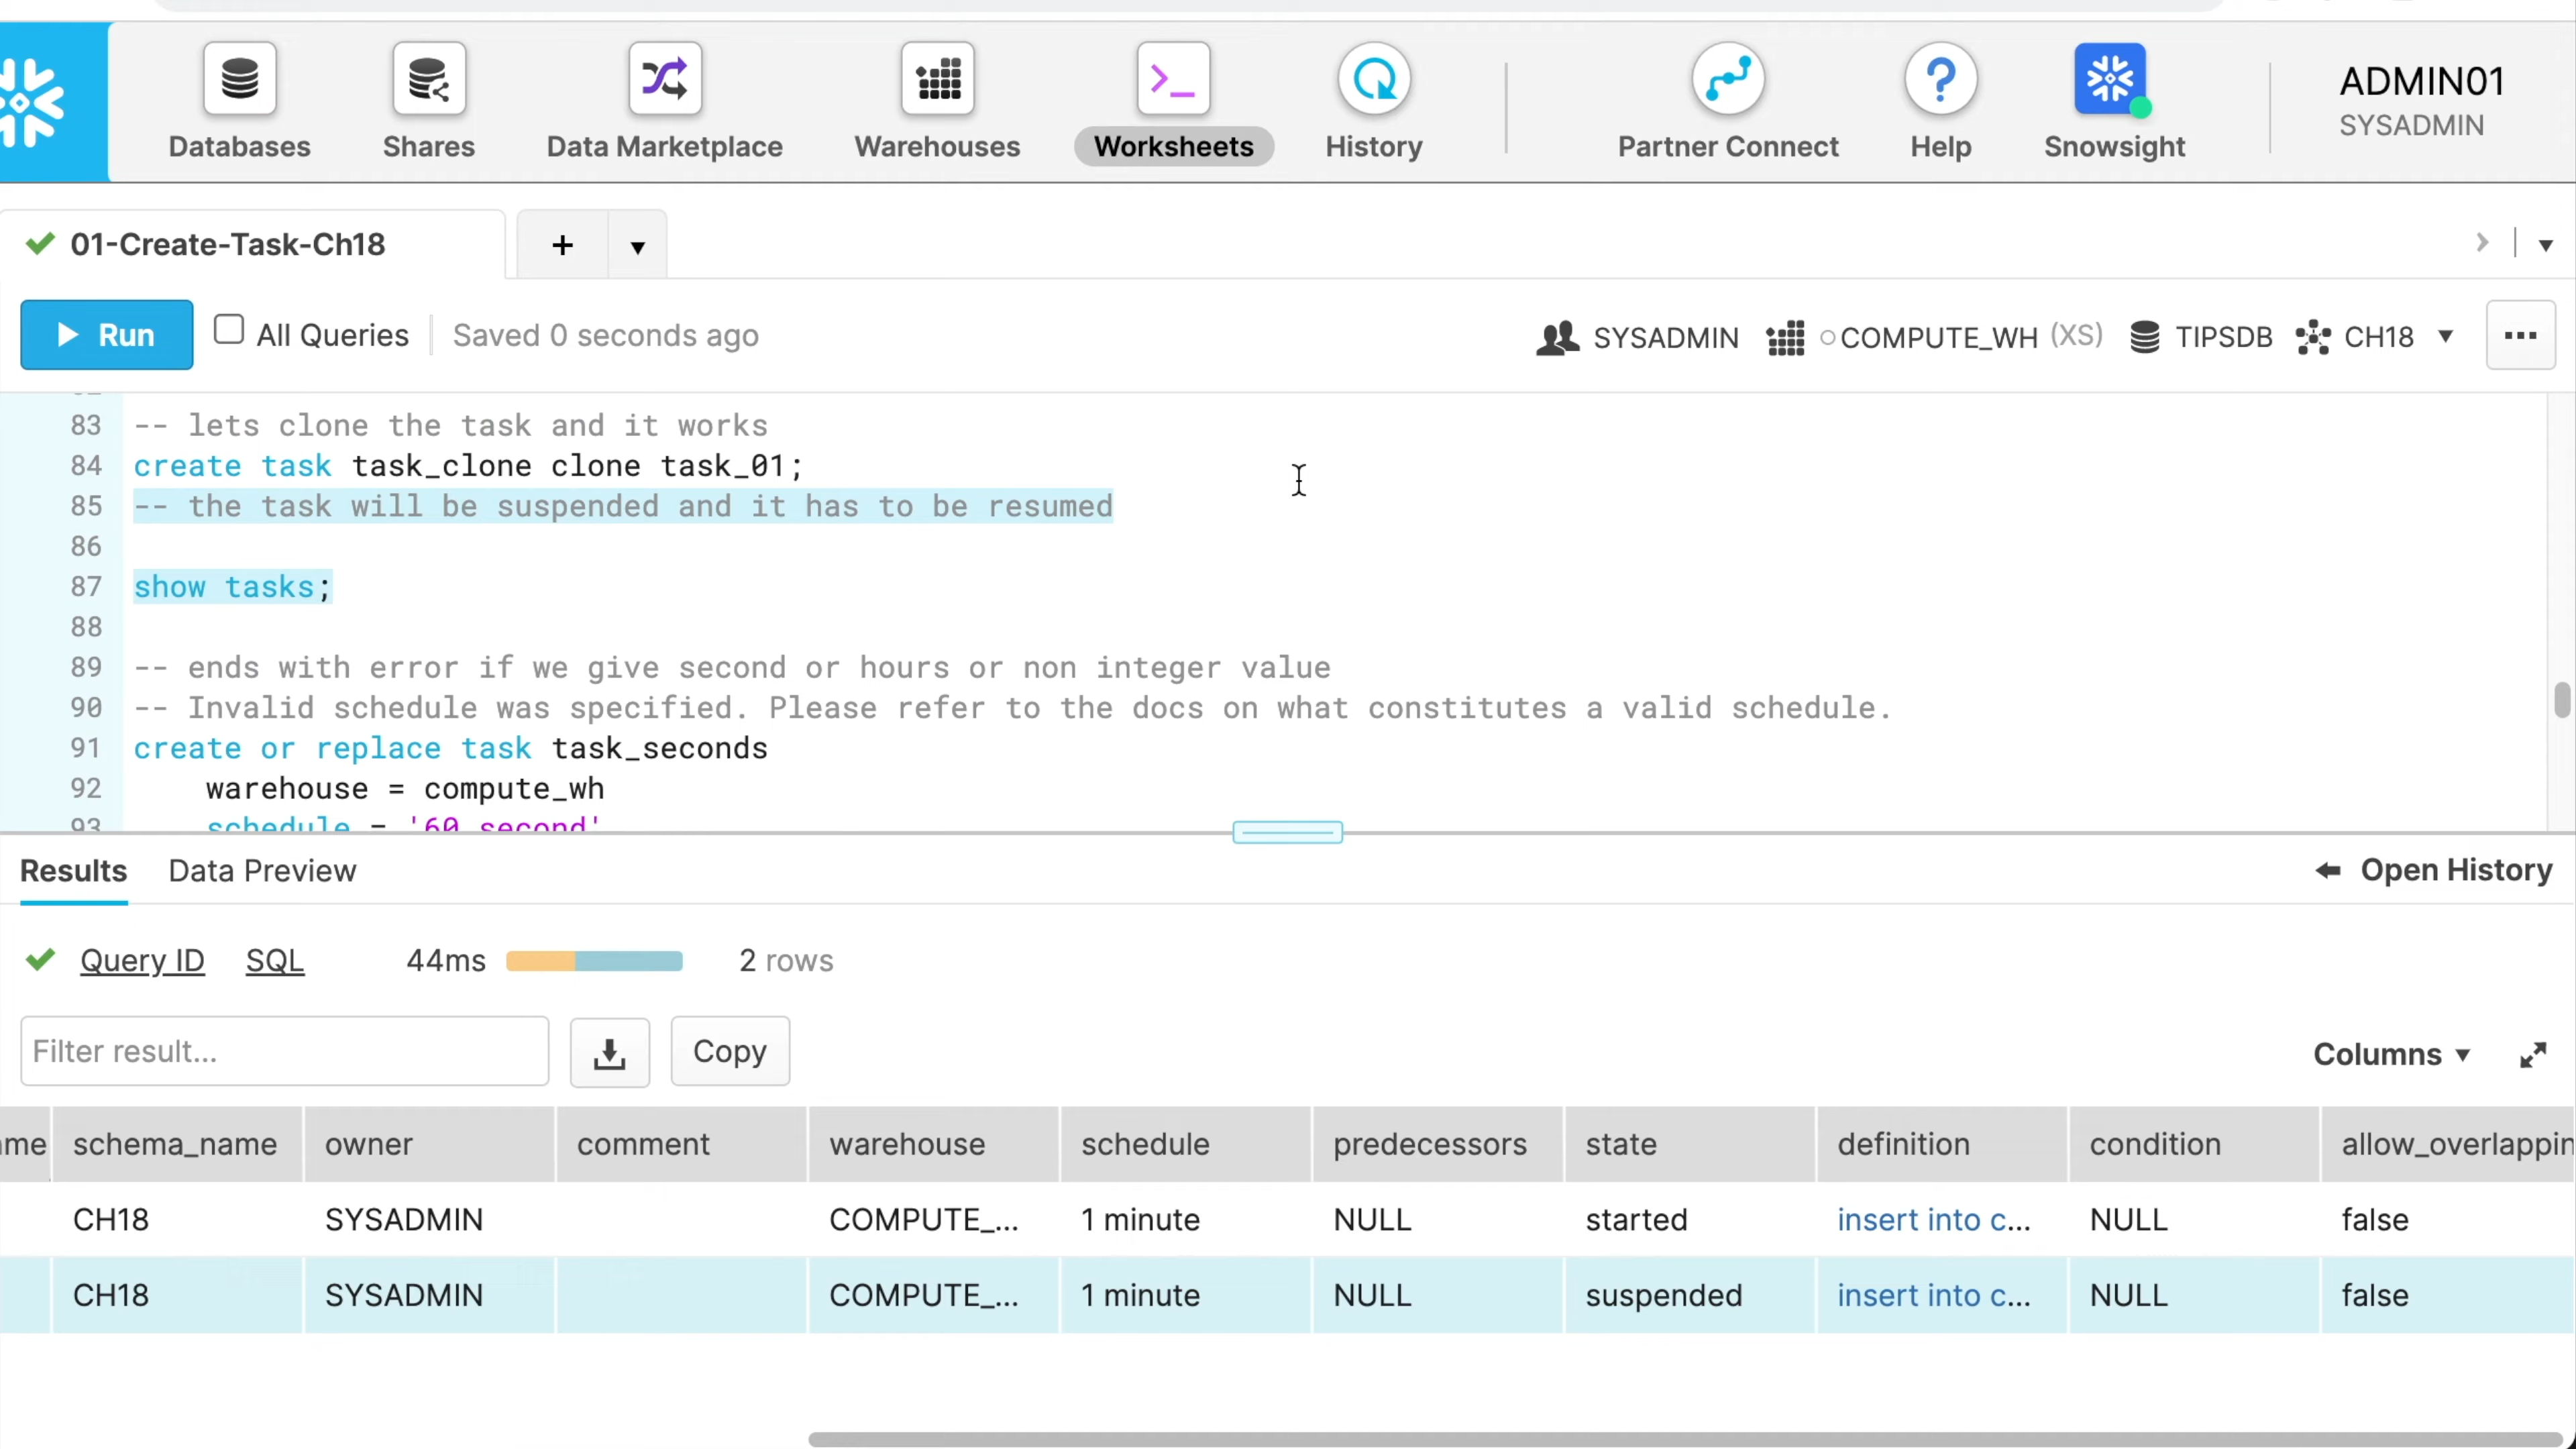 Databases
Shares
Data Marketplace
Warehouses
Worksheets
History
Partner Connect
Help
Snowsight
ADMIN01
SYSADMIN
01-Create-Task-Ch18
+
Run
All Queries
Saved 0 seconds ago
SYSADMIN
COMPUTE_WH (XS)
TIPSDB
CH18
83 -- lets clone the task and it works
84 create task task_clone clone task_01;
85 -- the task will be suspended and it has to be resumed
86
87 show tasks;
88
89 -- ends with error if we give second or hours or non integer value
90 -- Invalid schedule was specified. Please refer to the docs on what constitutes a valid schedule.
91 create or replace task task_seconds
92 warehouse = compute_wh
93 schedule = '60 second'
Results
Data Preview
Open History
Query ID
SQL
44ms
2 rows
Filter result...
Copy
Columns
me schema_name owner comment warehouse schedule predecessors state definition condition allow_overlappin
CH18 SYSADMIN COMPUTE_... 1 minute NULL started insert into c... NULL false
CH18 SYSADMIN COMPUTE_... 1 minute NULL suspended insert into c... NULL false